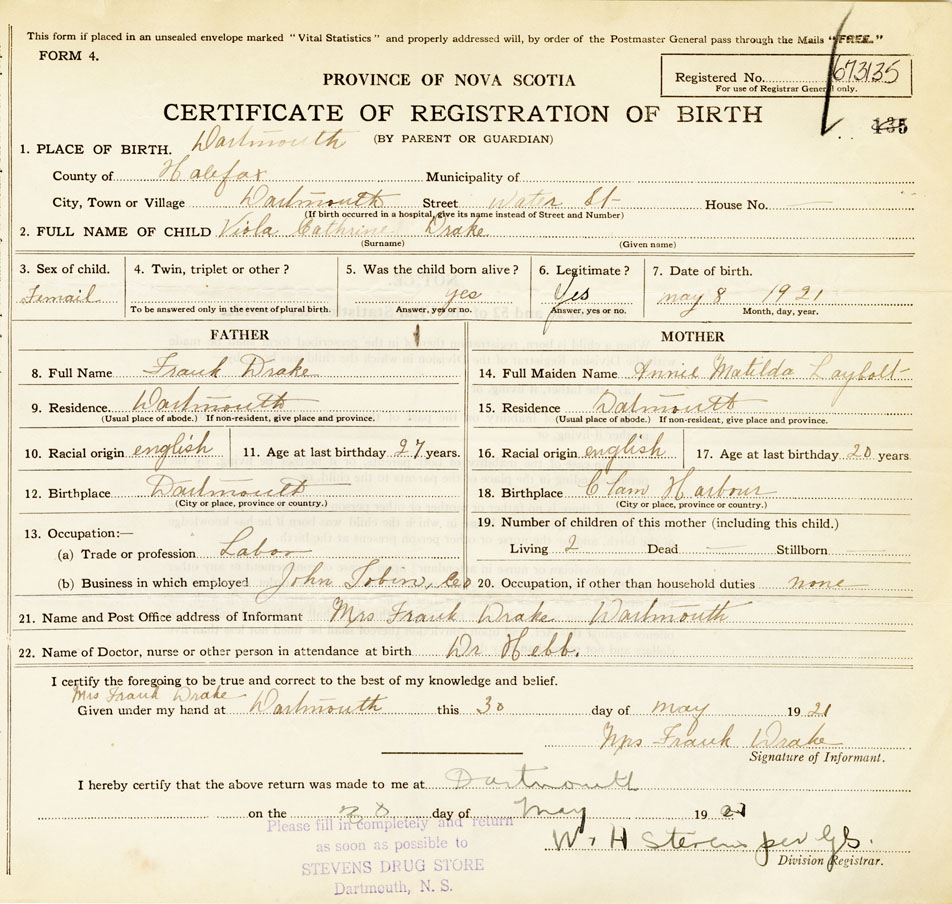 This form if placed in an unsealed envelope marked "Vital Statistics" and properly addressed will, by order of the Postmaster General pass through the Mails "FREE."
FORM 4.
Registered No. 673135
For use of Registrar General only.
PROVINCE OF NOVA SCOTIA
CERTIFICATE OF REGISTRATION OF BIRTH
(BY PARENT OR GUARDIAN)
135
1. PLACE OF BIRTH. Dartmouth
County of Halefax Municipality of
City, Town or Village Dartmouth Street Water St House No.
(If birth occurred in a hospital, give its name instead of Street and Number)
2. FULL NAME OF CHILD Viola Cathrine Drake
(Surname) (Given name)
3. Sex of child. 4. Twin, triplet or other? 5. Was the child born alive? 6. Legitimate? 7. Date of birth.
Femail yes Yes may 8 1921
To be answered only in the event of plural birth. Answer, yes or no. Answer, yes or no. Month, day, year.
FATHER MOTHER
8. Full Name Frank Drake 14. Full Maiden Name Annie Matilda Laybolt
9. Residence. Dartmouth 15. Residence Datmouth
(Usual place of abode.) If non-resident, give place and province. (Usual place of abode.) If non-resident, give place and province.
10. Racial origin english 11. Age at last birthday 27 years. 16. Racial origin english 17. Age at last birthday 20 years
12. Birthplace Dartmouth 18. Birthplace Clam Harbour
(City or place, province or country.) (City or place, province or country.)
13. Occupation:— 19. Number of children of this mother (including this child.)
(a) Trade or profession Labor Living 2 Dead — Stillborn —
(b) Business in which employed John Tobin, Co 20. Occupation, if other than household duties none
21. Name and Post Office address of Informant Mrs Frank Drake Dartmouth
22. Name of Doctor, nurse or other person in attendance at birth Dr Hebb.
I certify the foregoing to be true and correct to the best of my knowledge and belief.
Mrs Frank Drake
Given under my hand at Dartmouth this 30 day of may 1921
Mrs Frank Drake
Signature of Informant.
I hereby certify that the above return was made to me at Dartmouth
on the 30 day of May 1921
W. H Stevens per GS.
Division Registrar.
Please fill in completely and return
as soon as possible to
STEVENS DRUG STORE
Dartmouth, N. S.